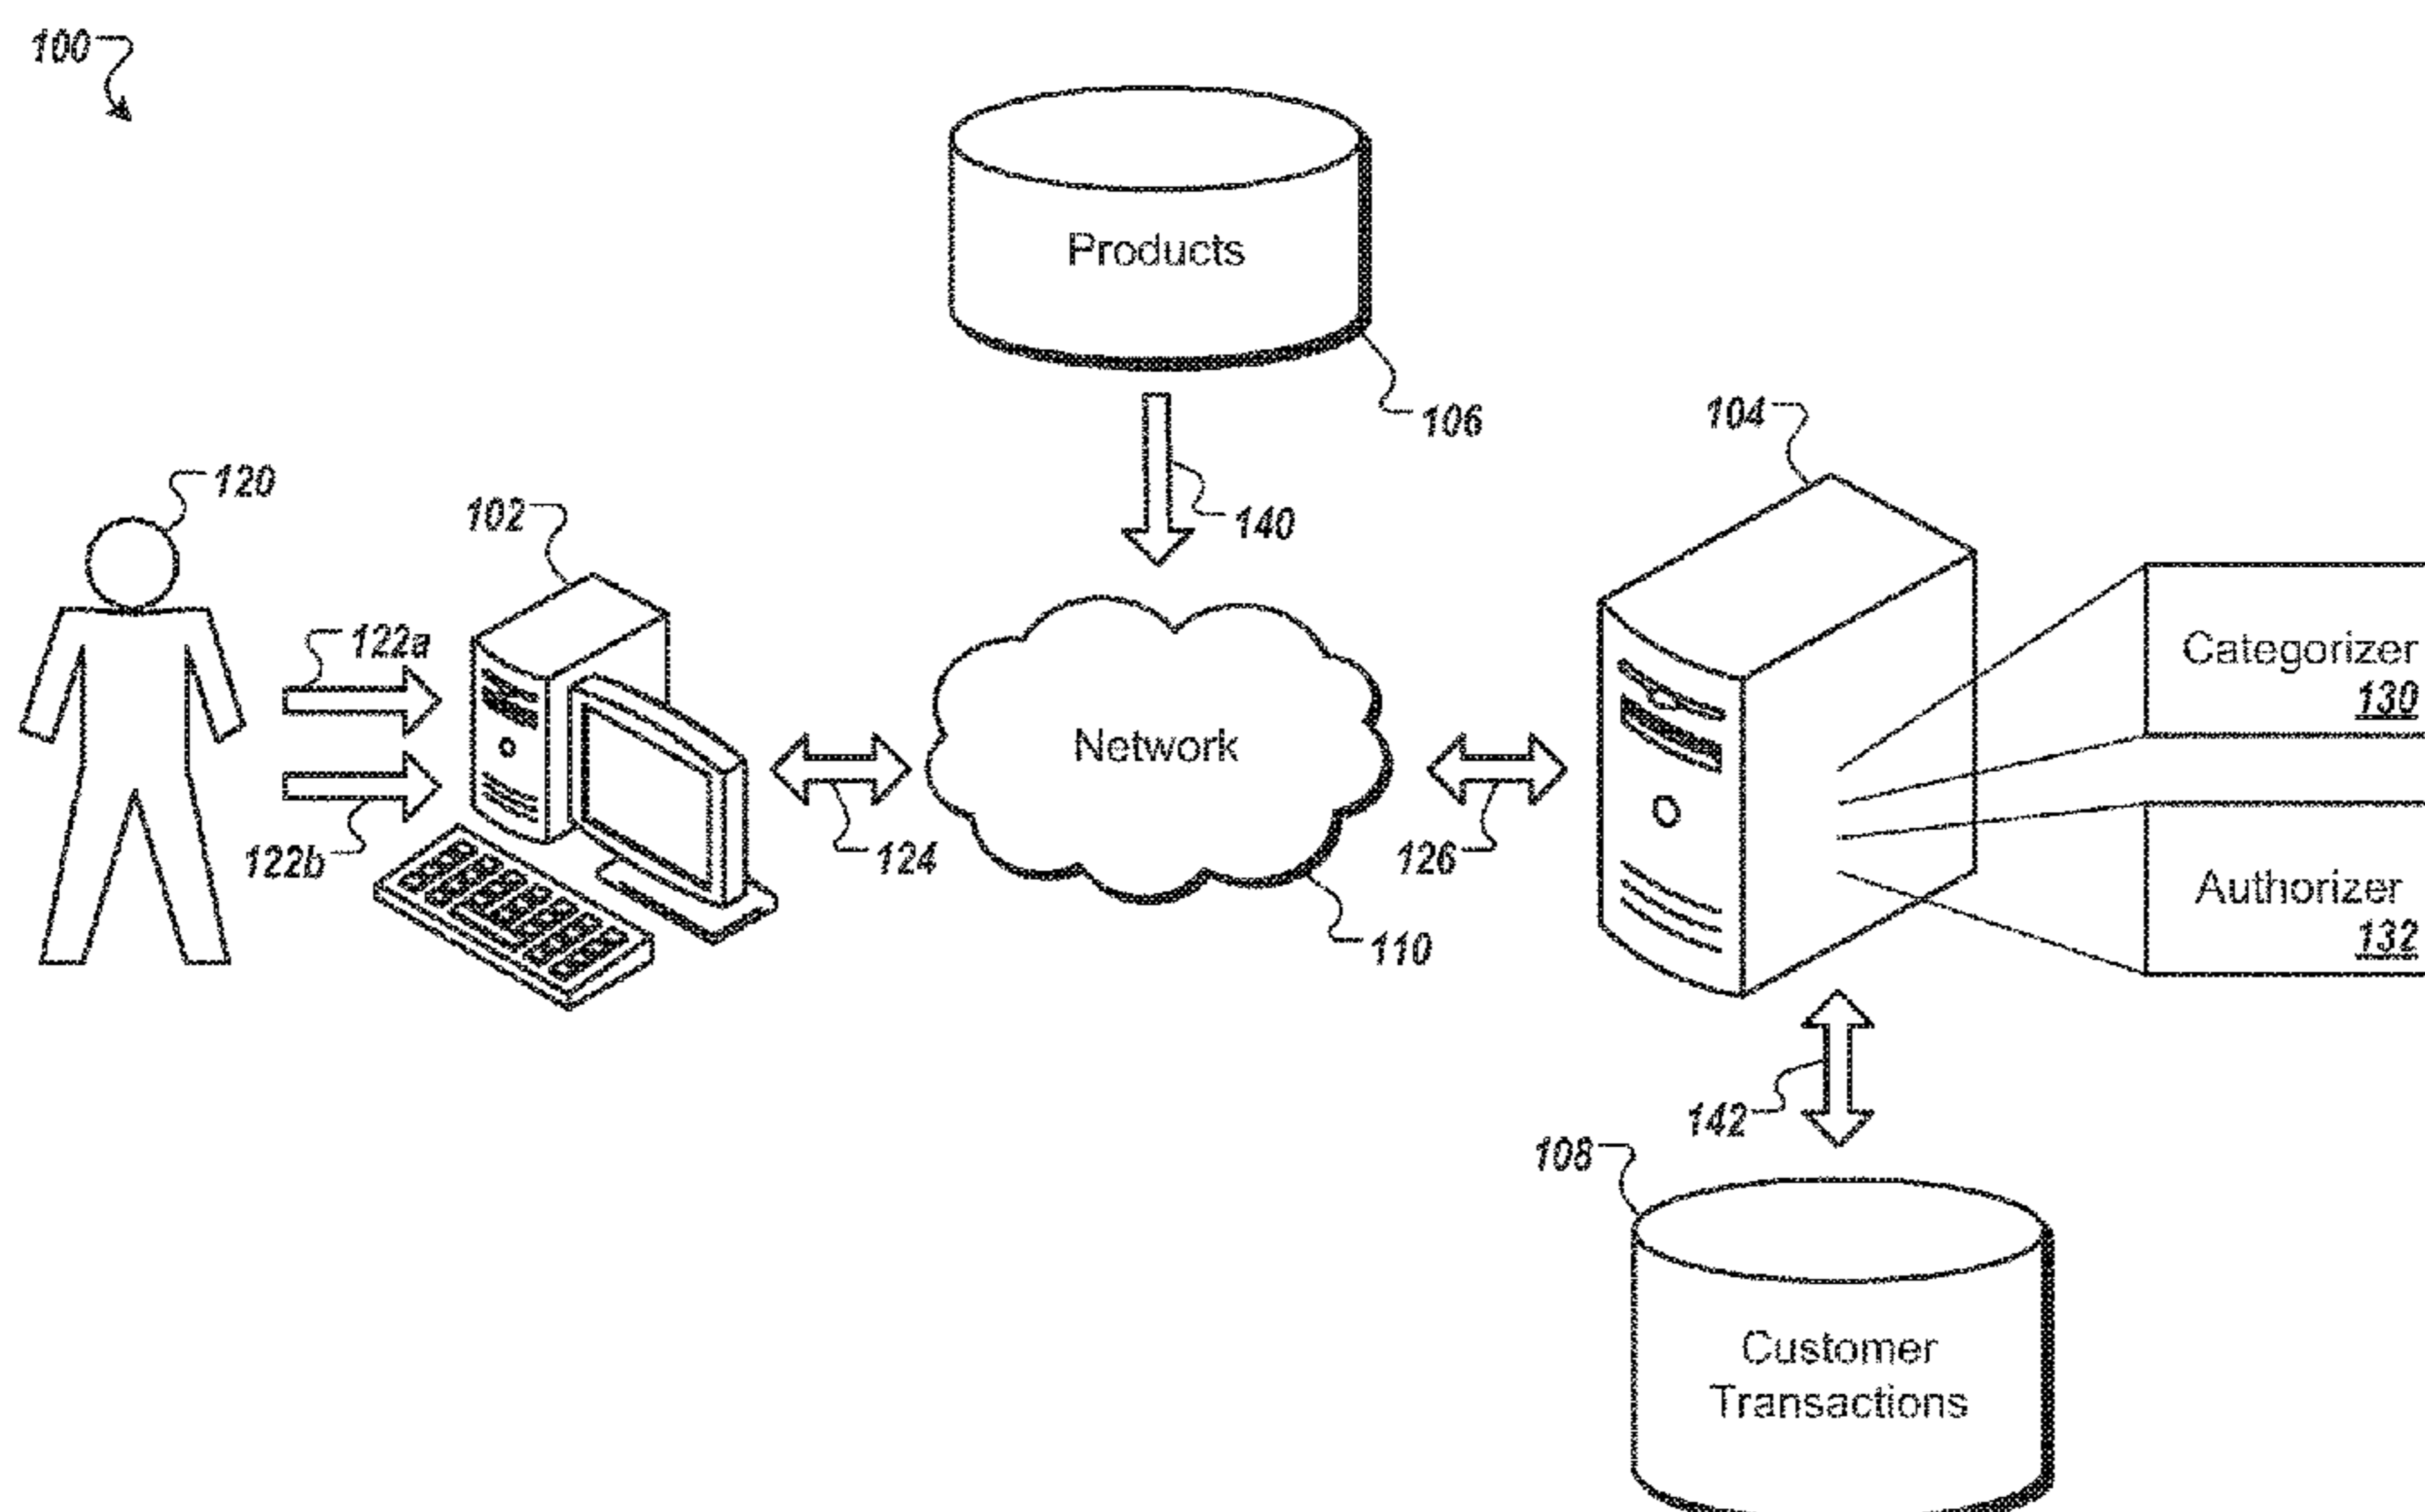 100
Products
106
104
120
102
140
122a
Categorizer
130
Network
122b
124
126
Authorizer
132
110
142
108
Customer
Transactions